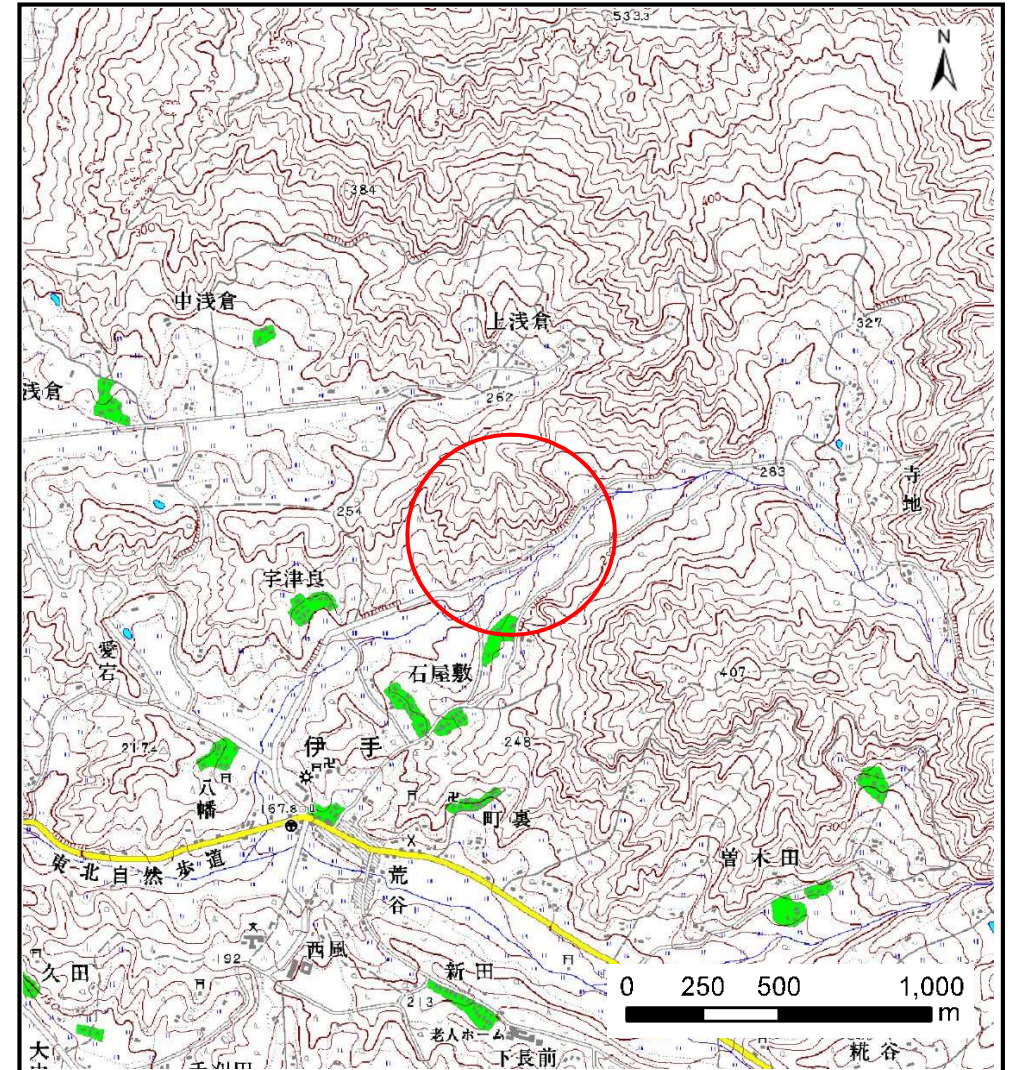 533.3
N
384
400
300
中浅倉
上浅倉
327
浅倉
262
283
寺地
254
宇津良
愛宕
石屋敷
407
217
伊手
248
八幡
167.8
町裏
東北自然歩道
曽木田
荒谷
西風
192
久田
新田
213
老人ホーム
下長前
糀谷
0 250 500 1,000
m